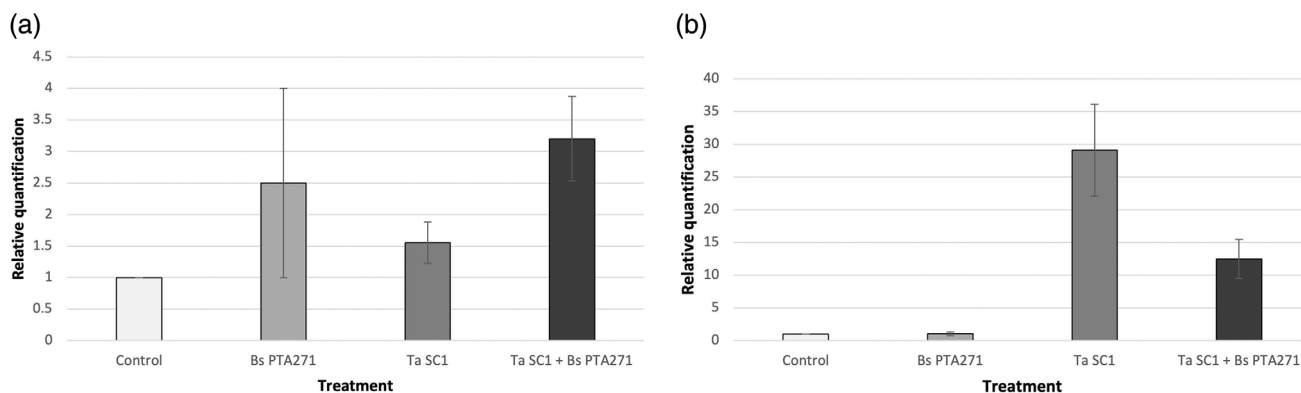 (a)
Relative quantification
4.5
4
3.5
3
2.5
2
1.5
1
0.5
0
Control
Bs PTA271
Ta SC1
Ta SC1 + Bs PTA271
Treatment
(b)
Relative quantification
40
35
30
25
20
15
10
5
0
Control
Bs PTA271
Ta SC1
Ta SC1 + Bs PTA271
Treatment